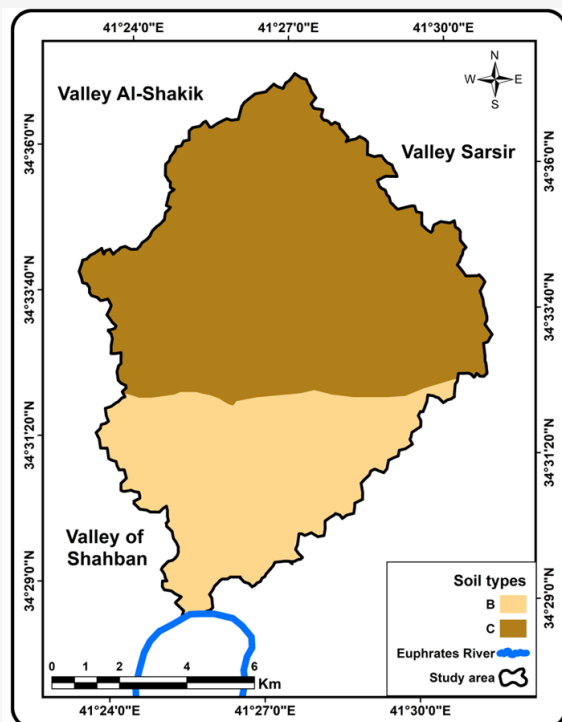 41°24'0"E 41°27'0"E 41°30'0"E
N
W E
S
Valley Al-Shakik
Valley Sarsir
34°36'0"N
34°36'0"N
34°33'40"N
34°33'40"N
34°31'20"N
34°31'20"N
Valley of
Shahban
34°29'0"N
34°29'0"N
Soil types
B
C
Euphrates River
Study area
0 1 2 4 6
Km
41°24'0"E 41°27'0"E 41°30'0"E